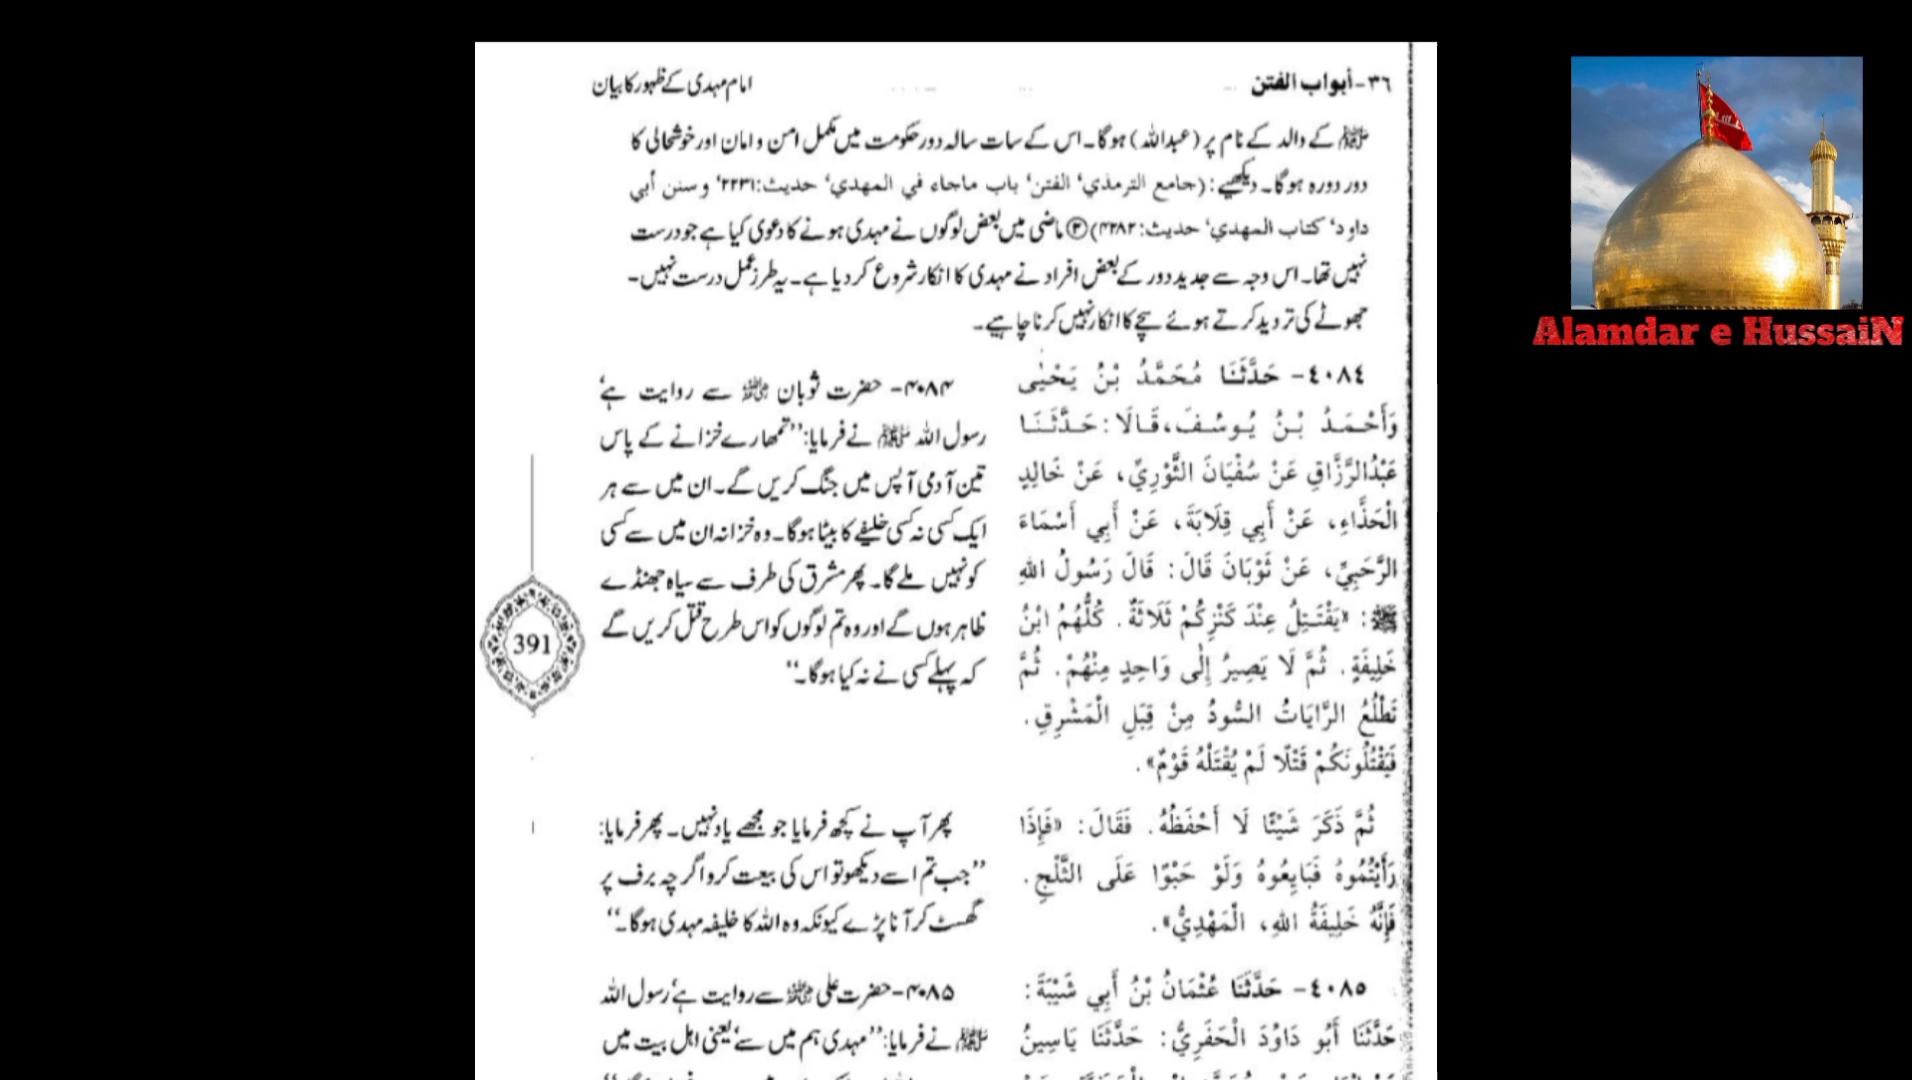 ٣٦-أبواب الفتن
امام مہدی کے ظہور کا بیان
ﷺ کے والد کے نام پر (عبداللہ) ہوگا۔ اس کے سات سالہ دور حکومت میں مکمل امن و امان اور خوشحالی کا
دور دورہ ہوگا۔ دیکھیے: (جامع الترمذي، الفتن، باب ماجاء في المهدي، حديث:۲۲۳۱، وسنن أبي
داود، كتاب المهدي، حديث:۴۲۸۲) ③ ماضی میں بعض لوگوں نے مہدی ہونے کا دعوی کیا ہے جو درست
نہیں تھا۔ اس وجہ سے جدید دور کے بعض افراد نے مہدی کا انکار شروع کر دیا ہے۔ یہ طرز عمل درست نہیں۔
جھوٹے کی تردید کرتے ہوئے سچے کا انکار نہیں کرنا چاہیے۔
٤٠٨٤- حَدَّثَنَا مُحَمَّدُ بْنُ يَحْيٰى
وَأَحْمَدُ بْنُ يُوسُفَ، قَالَا: حَدَّثَنَا
عَبْدُالرَّزَّاقِ عَنْ سُفْيَانَ الثَّوْرِيِّ، عَنْ خَالِدٍ
الْحَذَّاءِ، عَنْ أَبِي قِلَابَةَ، عَنْ أَبِي أَسْمَاءَ
الرَّحَبِيِّ، عَنْ ثَوْبَانَ قَالَ: قَالَ رَسُولُ اللهِ
ﷺ: «يَقْتَتِلُ عِنْدَ كَنْزِكُمْ ثَلَاثَةٌ. كُلُّهُمُ ابْنُ
خَلِيفَةٍ. ثُمَّ لَا يَصِيرُ إِلٰى وَاحِدٍ مِنْهُمْ. ثُمَّ
تَطْلُعُ الرَّايَاتُ السُّودُ مِنْ قِبَلِ الْمَشْرِقِ.
فَيَقْتُلُونَكُمْ قَتْلًا لَمْ يُقْتَلْهُ قَوْمٌ».
ثُمَّ ذَكَرَ شَيْئًا لَا أَحْفَظُهُ. فَقَالَ: «فَإِذَا
رَأَيْتُمُوهُ فَبَايِعُوهُ وَلَوْ حَبْوًا عَلَى الثَّلْجِ.
فَإِنَّهُ خَلِيفَةُ اللهِ، الْمَهْدِيُّ».
٤٠٨٥- حَدَّثَنَا عُثْمَانُ بْنُ أَبِي شَيْبَةَ:
حَدَّثَنَا أَبُو دَاوُدَ الْحَفَرِيُّ: حَدَّثَنَا يَاسِينُ
۴۰۸۴- حضرت ثوبان ؓ سے روایت ہے،
رسول اللہ ﷺ نے فرمایا: ’’تمھارے خزانے کے پاس
تین آدمی آپس میں جنگ کریں گے۔ ان میں سے ہر
ایک کسی نہ کسی خلیفے کا بیٹا ہوگا۔ وہ خزانہ ان میں سے کسی
کو نہیں ملے گا۔ پھر مشرق کی طرف سے سیاہ جھنڈے
ظاہر ہوں گے اور وہ تم لوگوں کو اس طرح قتل کریں گے
کہ پہلے کسی نے نہ کیا ہوگا۔‘‘
پھر آپ نے کچھ فرمایا جو مجھے یاد نہیں۔ پھر فرمایا:
’’جب تم اسے دیکھو تو اس کی بیعت کرو اگرچہ برف پر
گھسٹ کر آنا پڑے کیونکہ وہ اللہ کا خلیفہ مہدی ہوگا۔‘‘
۴۰۸۵- حضرت علی ؓ سے روایت ہے، رسول اللہ
ﷺ نے فرمایا: ’’مہدی ہم میں سے، یعنی اہل بیت میں
391
Alamdar e HussaiN